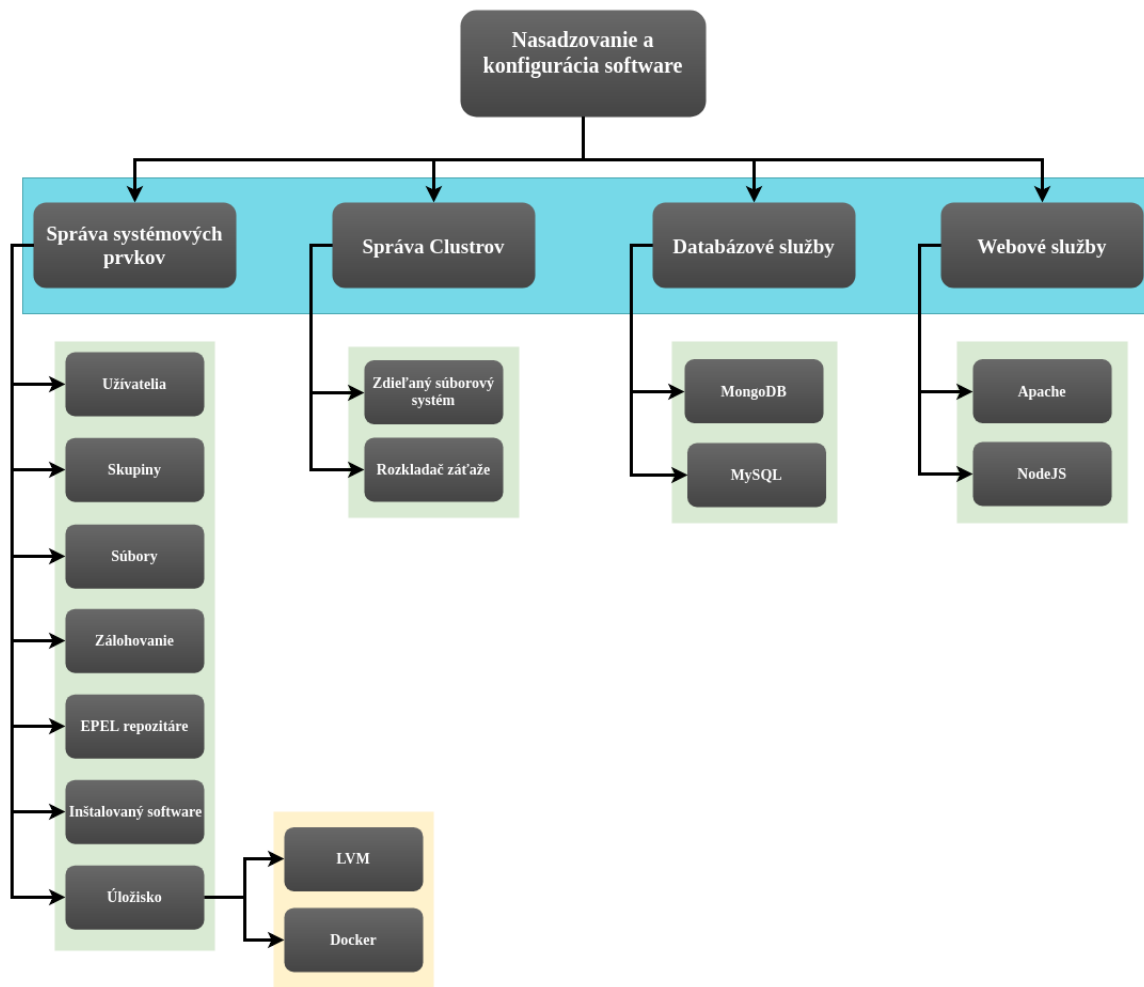 Nasadzovanie a
konfigurácia software
Správa systémových
prvkov
Správa Clustrov
Databázové služby
Webové služby
Užívatelia
Skupiny
Súbory
Zálohovanie
EPEL repozitáre
Inštalovaný software
Úložisko
LVM
Docker
Zdieľaný súborový
systém
Rozkladač záťaže
MongoDB
MySQL
Apache
NodeJS